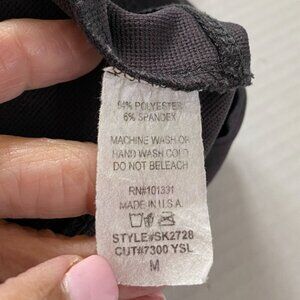 94% POLYESTER
6% SPANDEX
MACHINE WASH OR
HAND WASH COLD
DO NOT BELEACH
RN#101331
MADE IN U.S.A.
STYLE#SK2728
CUT#7300 YSL
M